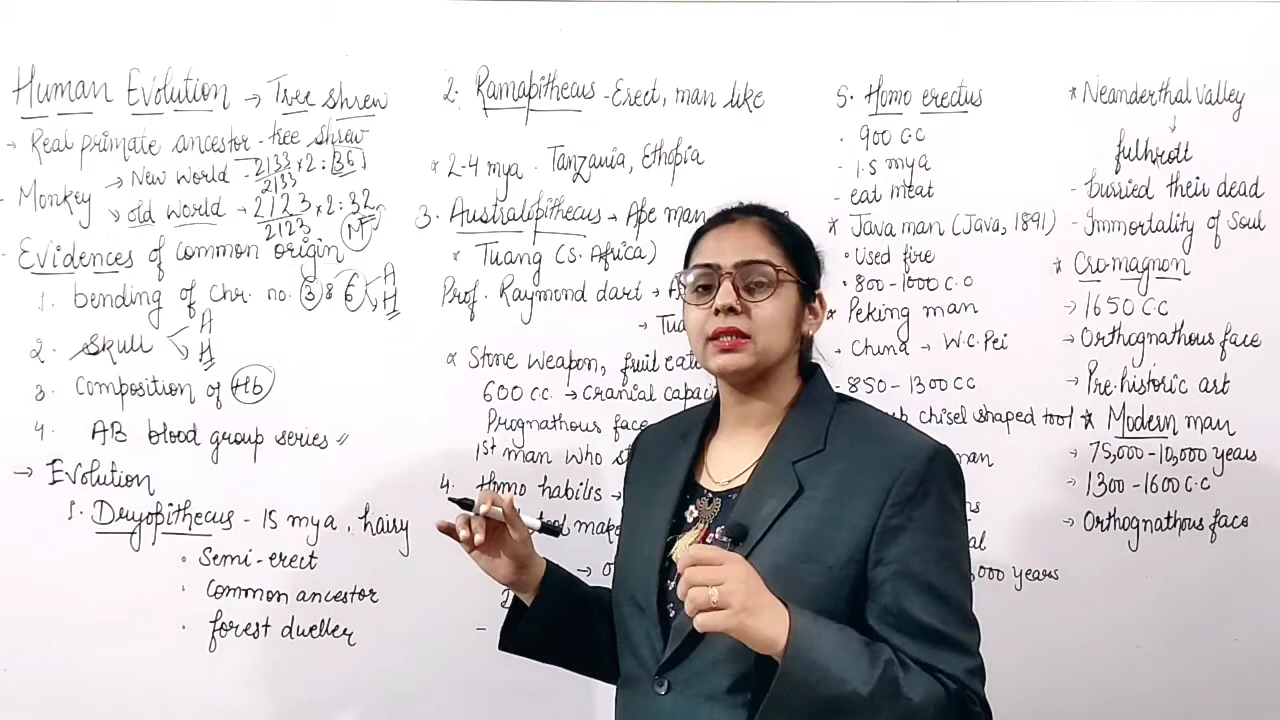 Human Evolution → Tree shrew
→ Real primate ancestor - tree shrew
- Monkey → New world - 2133/2133 × 2 = 36
→ old world → 2123/2123 × 2 : 32
- Evidences of common origin
1. bending of Chr. no. 3 & 6 → A
H
2. Skull A
H
3 Composition of Hb
4. AB blood group series
→ Evolution
1. Dryopithecus - 15 mya, hairy
• Semi-erect
• Common ancestor
• forest dweller
2. Ramapithecus - Erect, man like
2-4 mya . Tanzania, Ethopia
3. Australopithecus → Ape man
* Tuang (S. Africa)
Prof. Raymond dart →
→
Stone weapon, fruit
600 cc. → Cranial
Prognathous face
1st man who
4. Homo habilis →
→
-
5. Homo erectus
• 900 CC
- 1.5 mya
- eat meat
* Java man (Java, 1891)
• Used fire
• 800-1000 C.C
* Peking man
→ China → W.C. Pei
- 850 - 1300 CC
chisel shaped tool
years
* Neanderthal valley
↓
fulhrott
- burried their dead
- Immortality of Soul
* Cro-magnon
→ 1650 CC
→ Orthognathous face
→ Pre-historic art
* Modern man
→ 75,000 - 10,000 years
→ 1300 - 1600 C.C
→ Orthognathous face